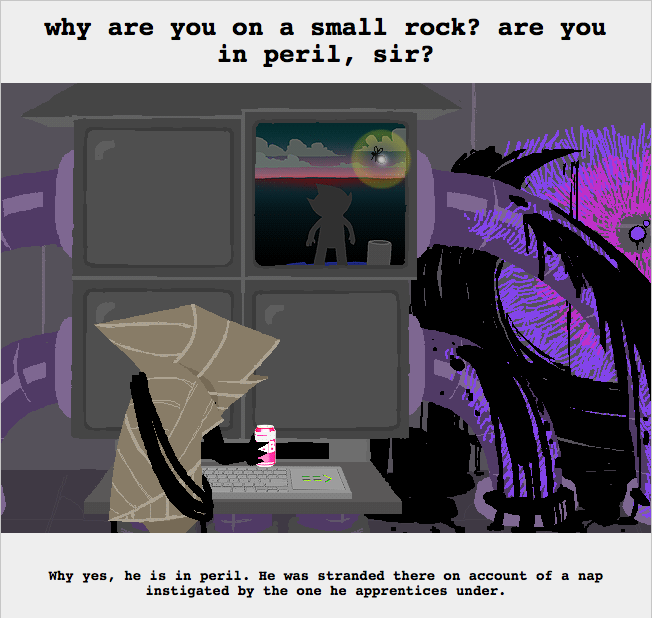 why are you on a small rock? are you
in peril, sir?
Why yes, he is in peril. He was stranded there on account of a nap
instigated by the one he apprentices under.